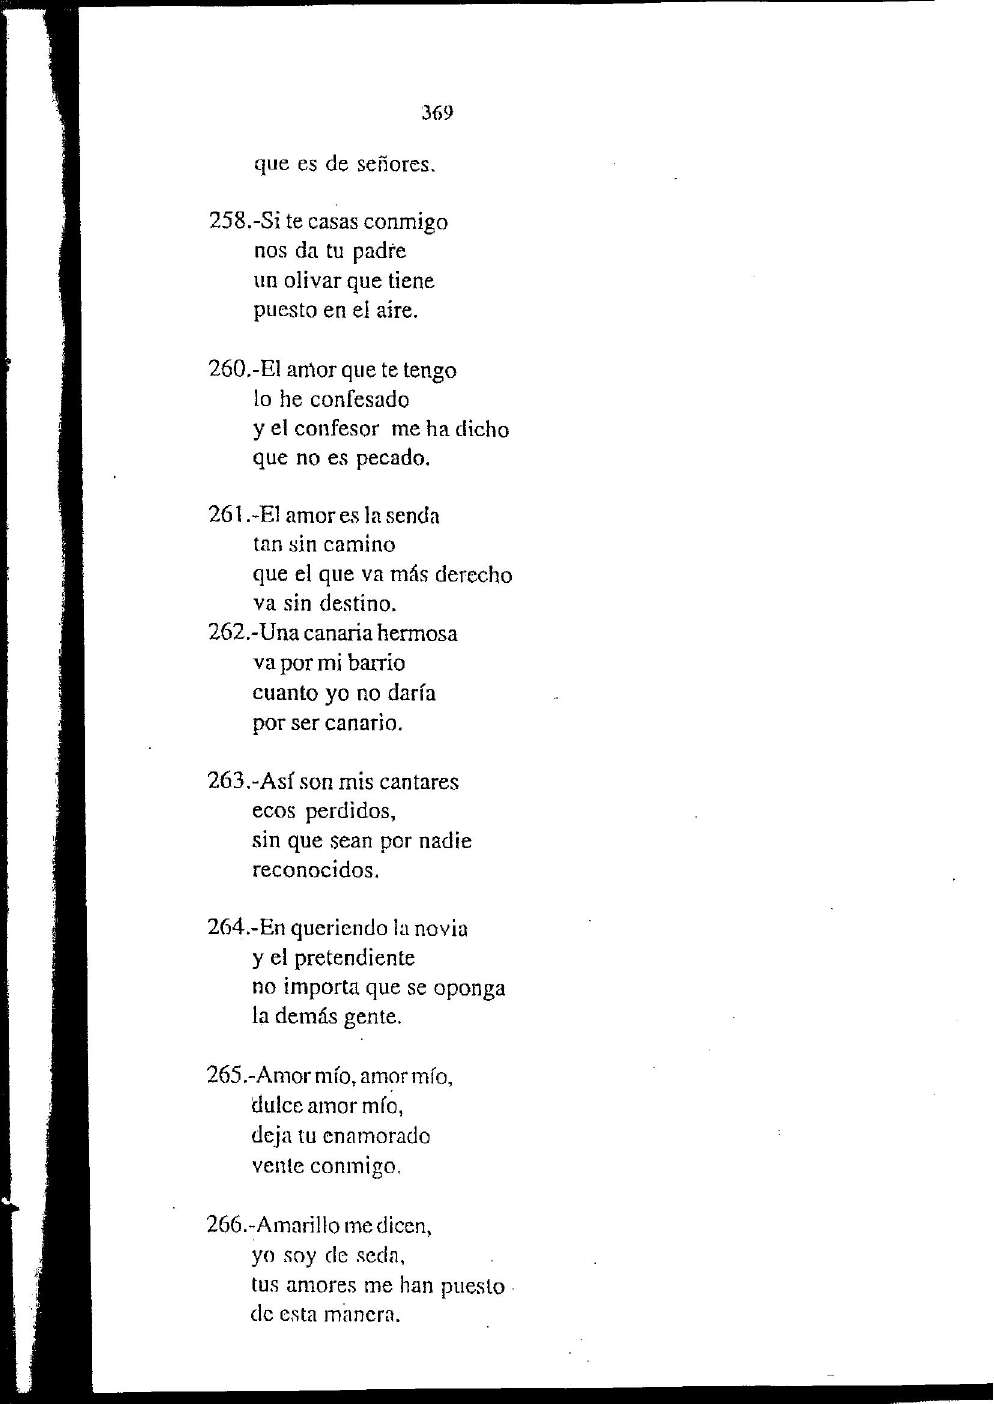 369
que es de señores.
258.-Si te casas conmigo
nos da tu padre
un olivar que tiene
puesto en el aire.
260.-El amor que te tengo
lo he confesado
y el confesor me ha dicho
que no es pecado.
261.-El amor es la senda
tan sin camino
que el que va más derecho
va sin destino.
262.-Una canaria hermosa
va por mi barrio
cuanto yo no daría
por ser canario.
263.-Así son mis cantares
ecos perdidos,
sin que sean por nadie
reconocidos.
264.-En queriendo la novia
y el pretendiente
no importa que se oponga
la demás gente.
265.-Amor mío, amor mío,
dulce amor mío,
deja tu enamorado
vente conmigo.
266.-Amarillo me dicen,
yo soy de seda,
tus amores me han puesto
de esta manera.